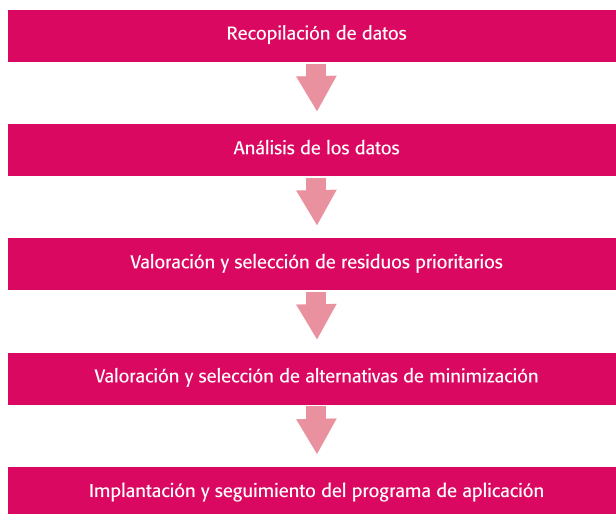 Recopilación de datos
Análisis de los datos
Valoración y selección de residuos prioritarios
Valoración y selección de alternativas de minimización
Implantación y seguimiento del programa de aplicación